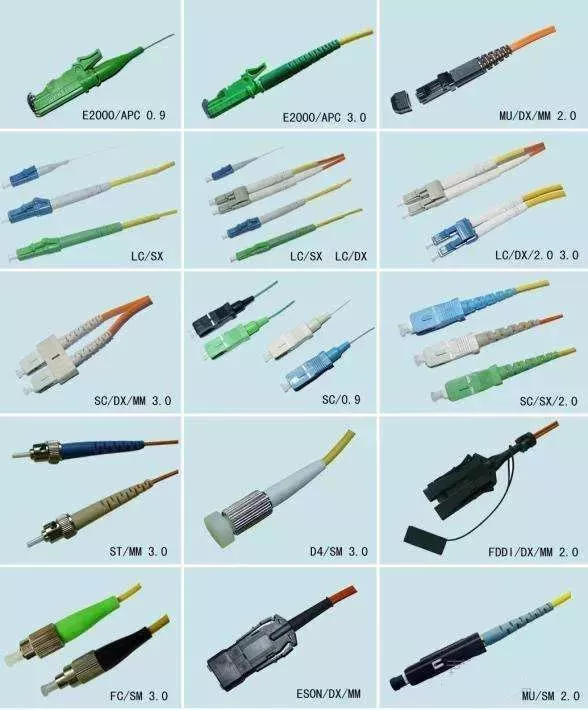 E2000/APC 0.9
E2000/APC 3.0
MU/DX/MM 2.0
LC/SX
LC/SX LC/DX
LC/DX/2.0 3.0
SC/DX/MM 3.0
SC/0.9
SC/SX/2.0
ST/MM 3.0
D4/SM 3.0
FDDI/DX/MM 2.0
FC/SM 3.0
ESON/DX/MM
MU/SM 2.0